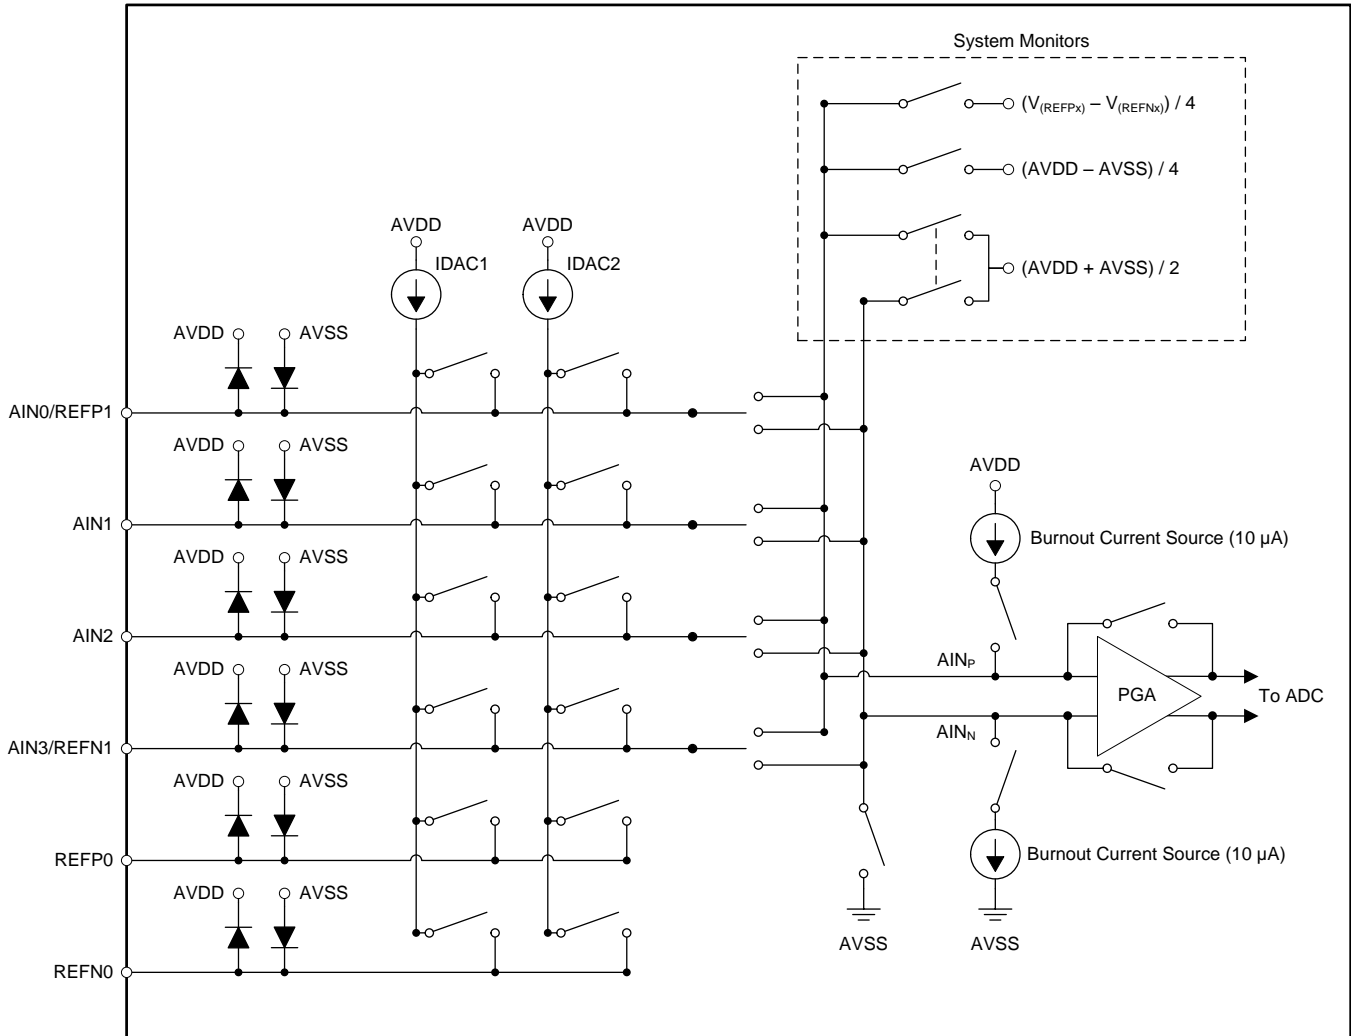 System Monitors
(V(REFPx) – V(REFNx)) / 4
(AVDD – AVSS) / 4
(AVDD + AVSS) / 2
AVDD
AVDD
IDAC1
IDAC2
AVDD
AVSS
AIN0/REFP1
AVDD
AVSS
AIN1
AVDD
AVSS
AIN2
AVDD
AVSS
AIN3/REFN1
AVDD
AVSS
REFP0
AVDD
AVSS
REFN0
AVDD
Burnout Current Source (10 µA)
AINP
PGA
To ADC
AINN
Burnout Current Source (10 µA)
AVSS
AVSS